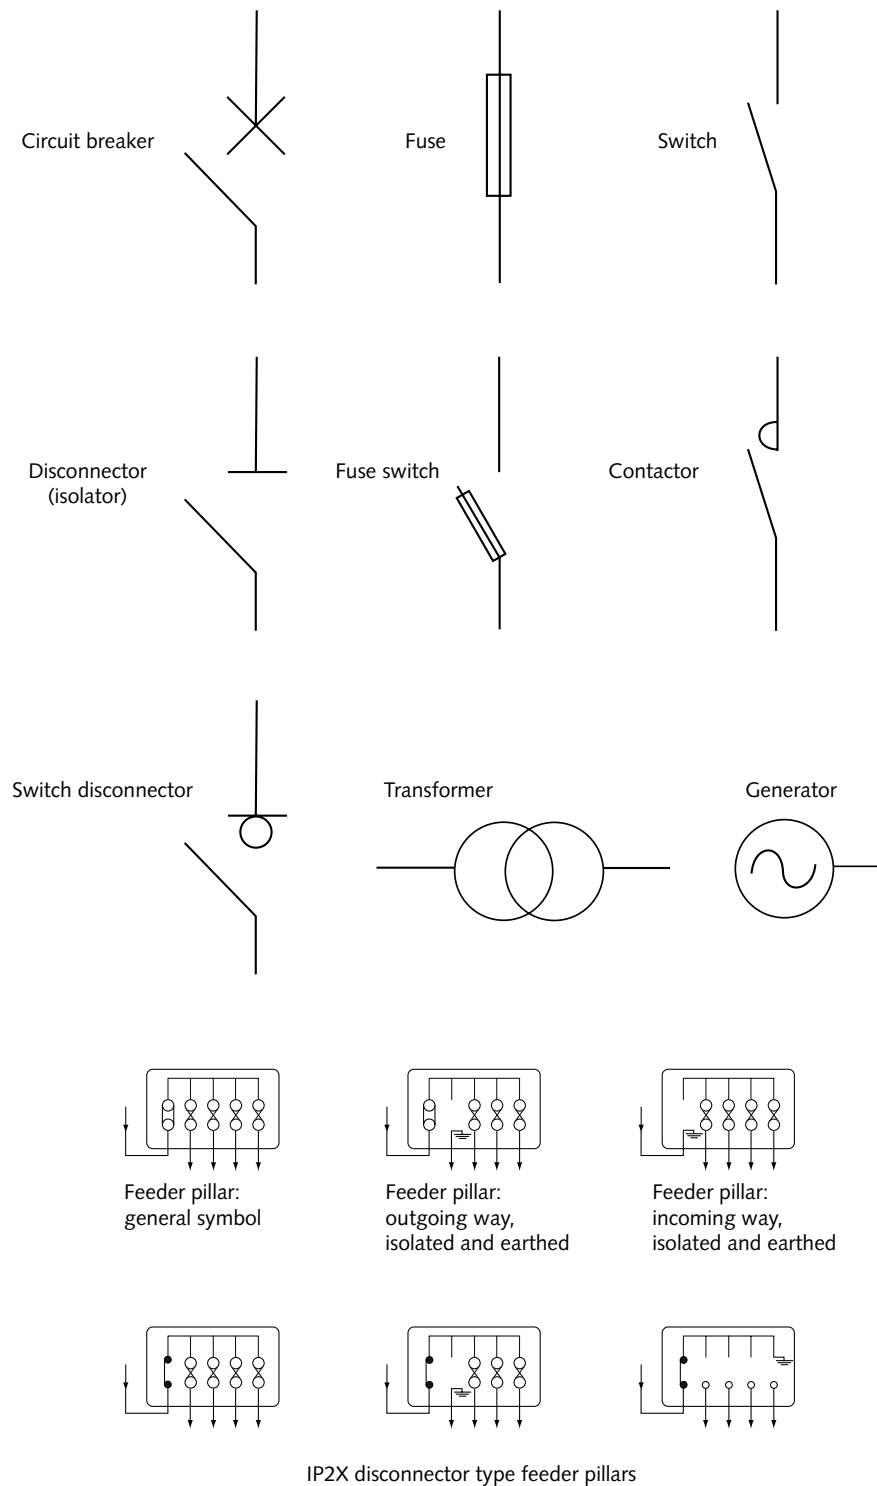 Circuit breaker
Fuse
Switch
Disconnector
(isolator)
Fuse switch
Contactor
Switch disconnector
Transformer
Generator
Feeder pillar:
general symbol
Feeder pillar:
outgoing way,
isolated and earthed
Feeder pillar:
incoming way,
isolated and earthed
IP2X disconnector type feeder pillars